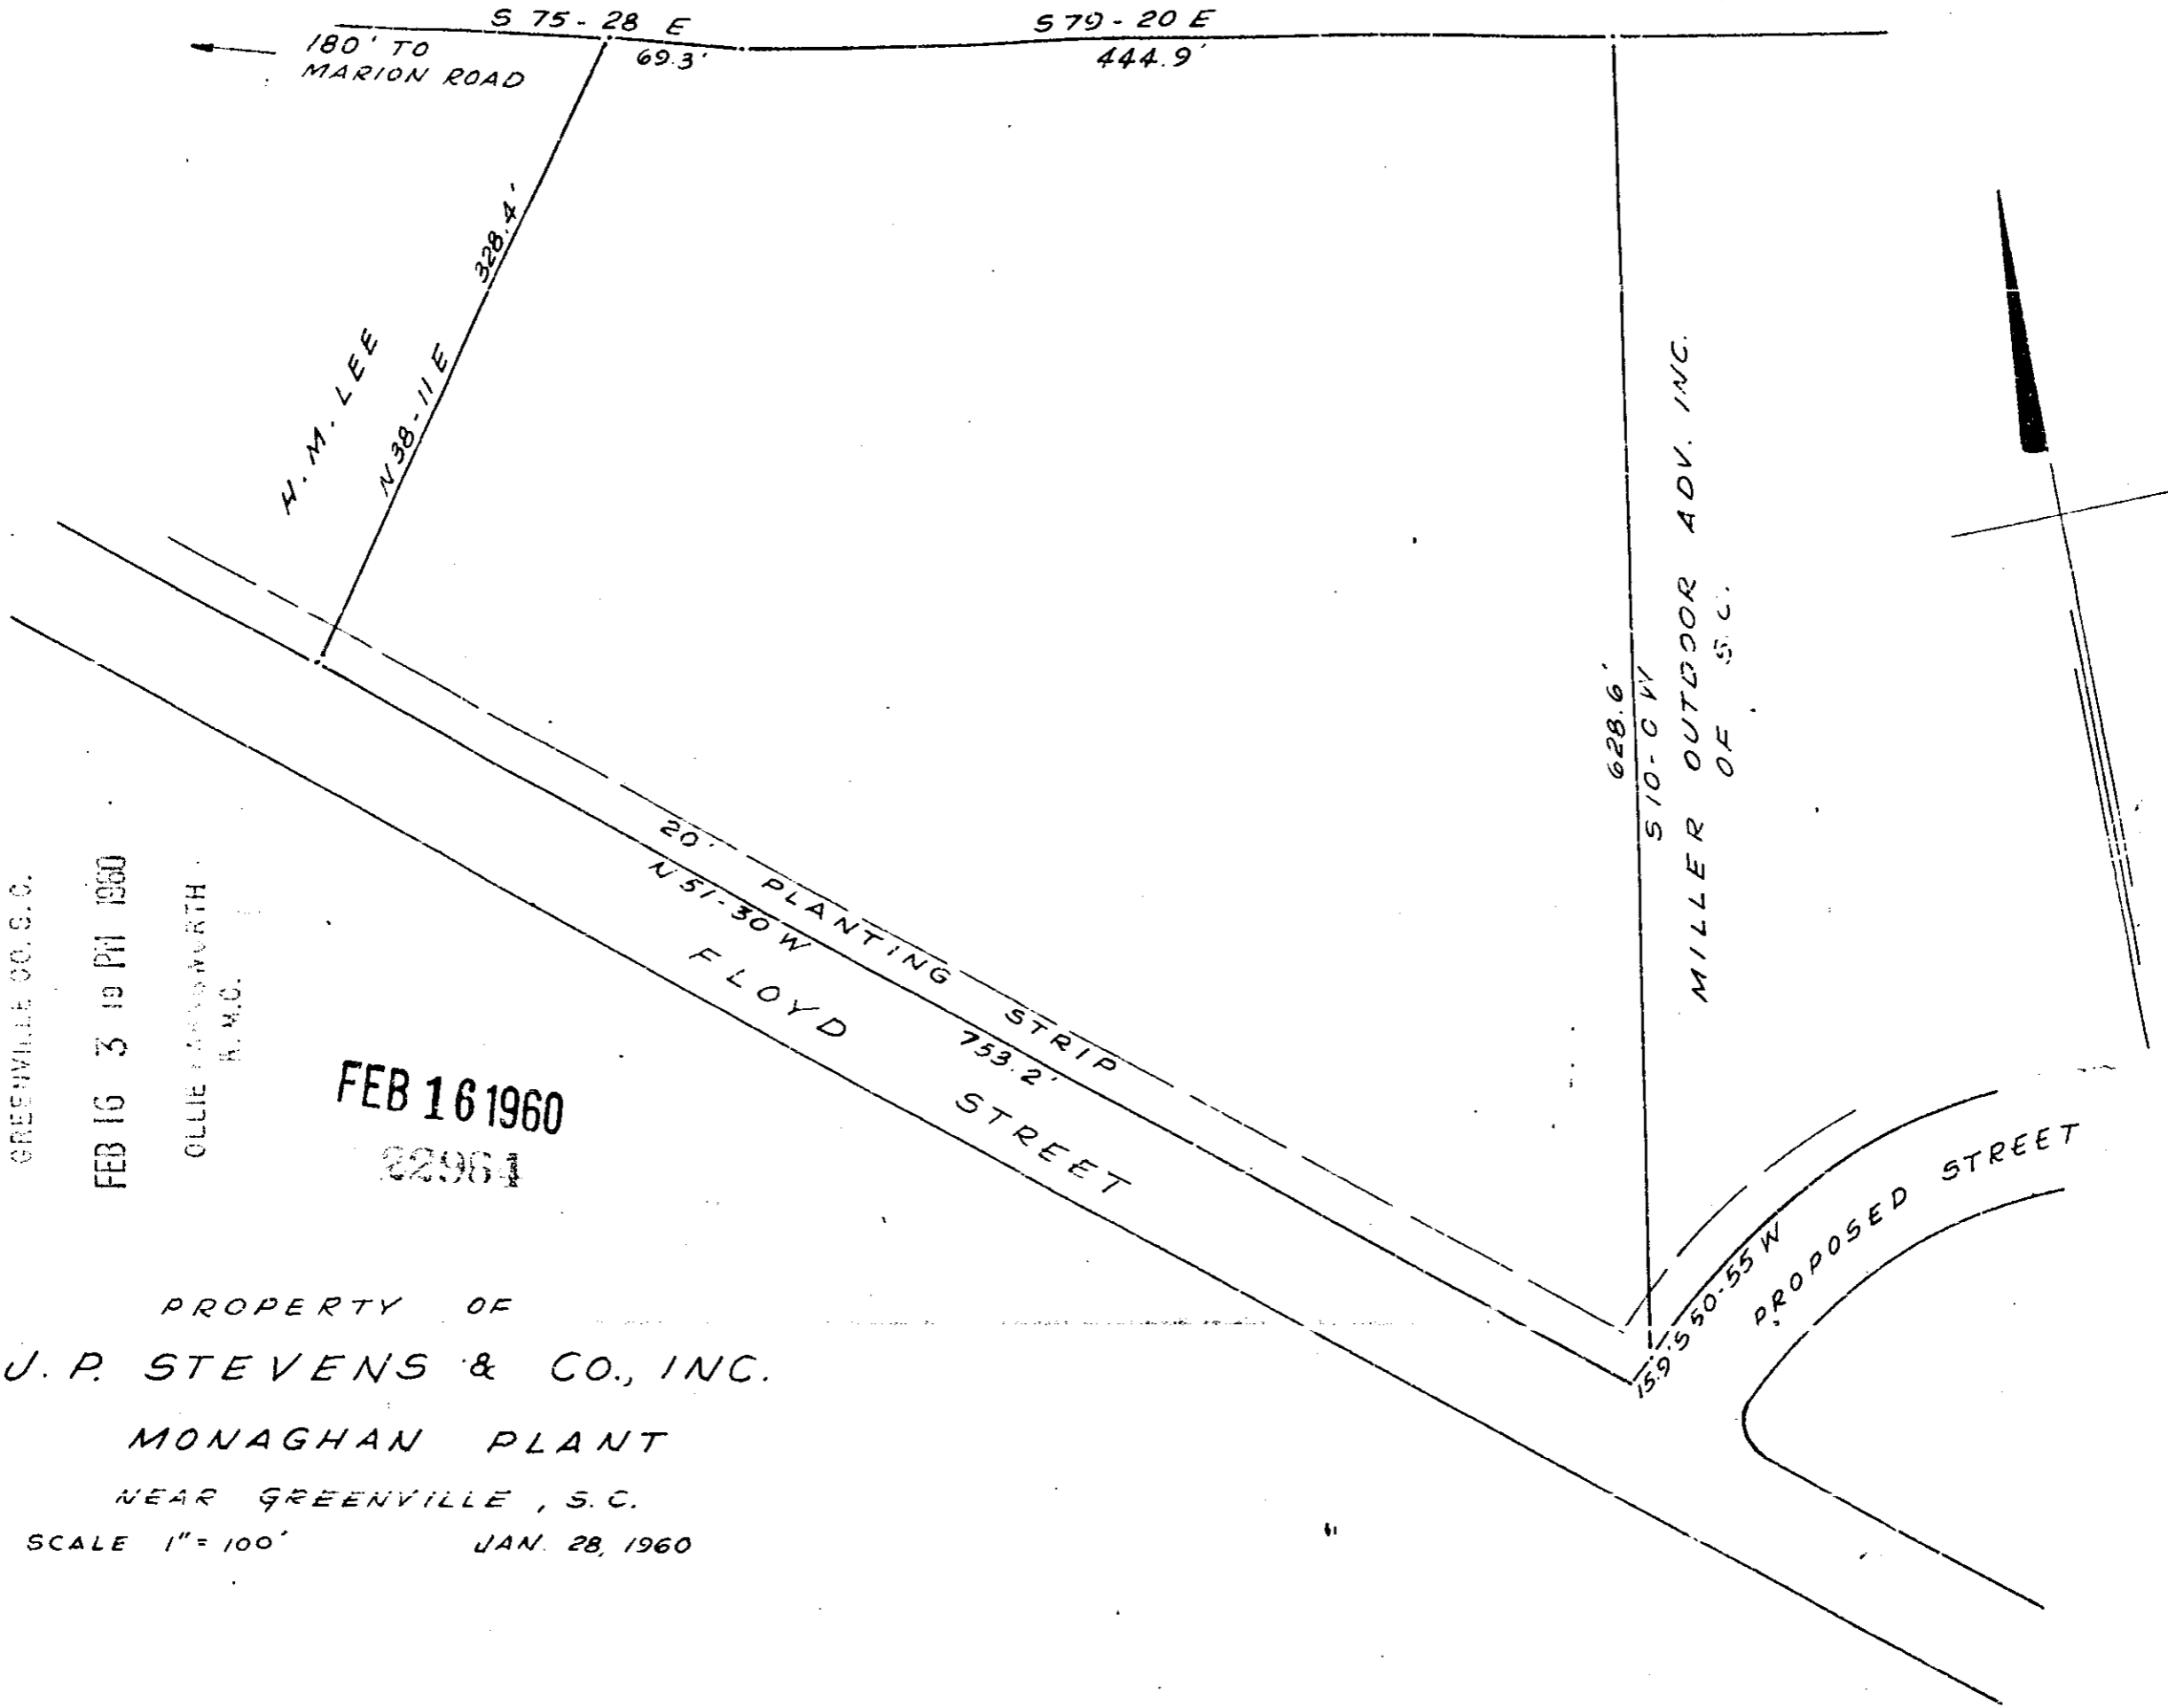 S 75-28 E
69.3'
S 79-20 E
444.9'
180' TO
MARION ROAD
H. M. LEE
N 38-11 E
328.4'
628.6'
S 10-0 W
MILLER OUTDOOR ADV. INC.
OF S.C.
20' PLANTING STRIP
N 51-30 W
753.2'
FLOYD STREET
15.9'
S 50-55 W
PROPOSED STREET
GREENVILLE CO. S.C.
FEB 16 3 19 PM 1960
OLLIE
R. M.C.
FEB 16 1960
22964
PROPERTY OF
J. P. STEVENS & CO., INC.
MONAGHAN PLANT
NEAR GREENVILLE, S.C.
SCALE 1" = 100'
JAN. 28, 1960